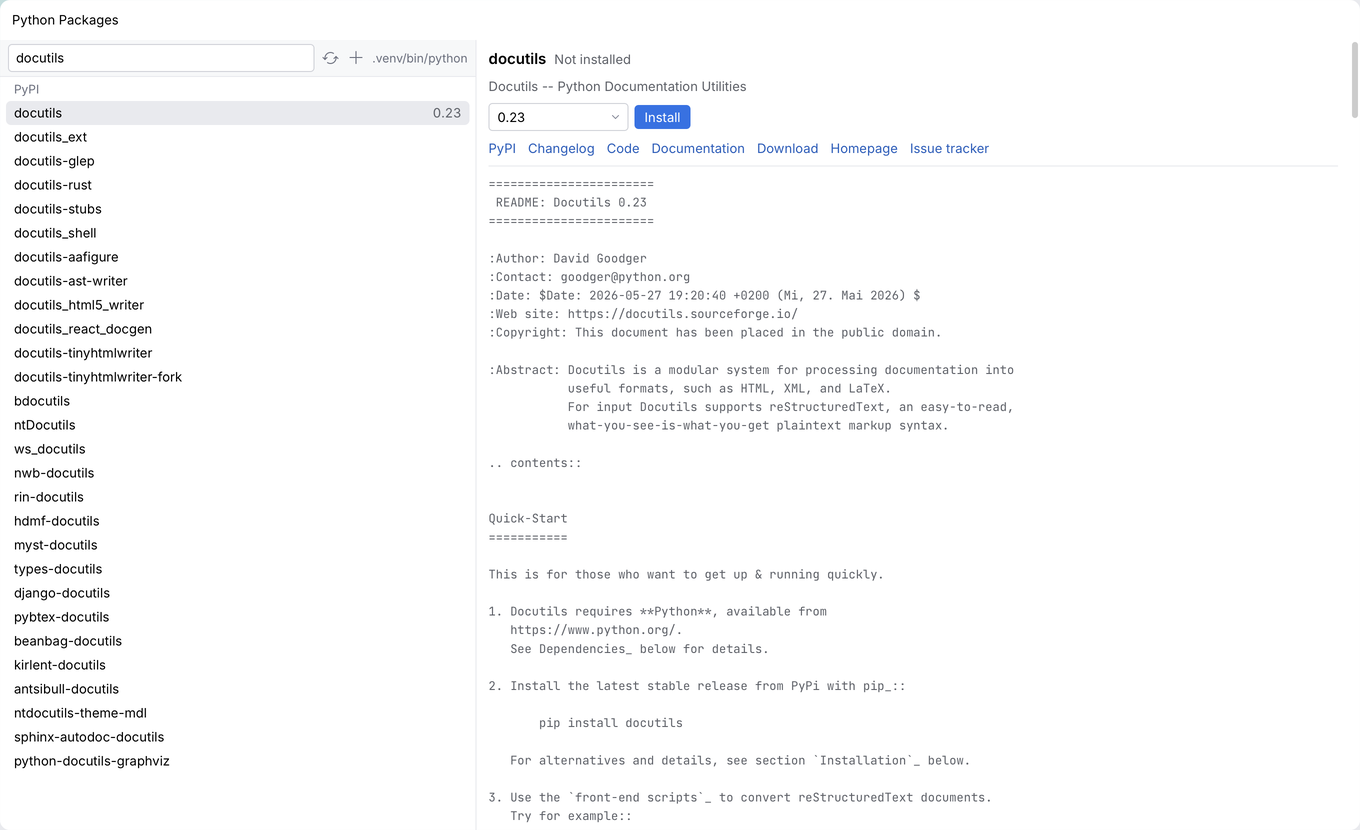 Python Packages
docutils
.venv/bin/python
PyPI
docutils 0.23
docutils_ext
docutils-glep
docutils-rust
docutils-stubs
docutils_shell
docutils-aafigure
docutils-ast-writer
docutils_html5_writer
docutils_react_docgen
docutils-tinyhtmlwriter
docutils-tinyhtmlwriter-fork
bdocutils
ntDocutils
ws_docutils
nwb-docutils
rin-docutils
hdmf-docutils
myst-docutils
types-docutils
django-docutils
pybtex-docutils
beanbag-docutils
kirlent-docutils
antsibull-docutils
ntdocutils-theme-mdl
sphinx-autodoc-docutils
python-docutils-graphviz
docutils Not installed
Docutils -- Python Documentation Utilities
0.23 Install
PyPI Changelog Code Documentation Download Homepage Issue tracker
=======================
README: Docutils 0.23
=======================
:Author: David Goodger
:Contact: goodger@python.org
:Date: $Date: 2026-05-27 19:20:40 +0200 (Mi, 27. Mai 2026) $
:Web site: https://docutils.sourceforge.io/
:Copyright: This document has been placed in the public domain.
:Abstract: Docutils is a modular system for processing documentation into
useful formats, such as HTML, XML, and LaTeX.
For input Docutils supports reStructuredText, an easy-to-read,
what-you-see-is-what-you-get plaintext markup syntax.
.. contents::
Quick-Start
===========
This is for those who want to get up & running quickly.
1. Docutils requires **Python**, available from
https://www.python.org/.
See Dependencies_ below for details.
2. Install the latest stable release from PyPi with pip_::
pip install docutils
For alternatives and details, see section `Installation`_ below.
3. Use the `front-end scripts`_ to convert reStructuredText documents.
Try for example::